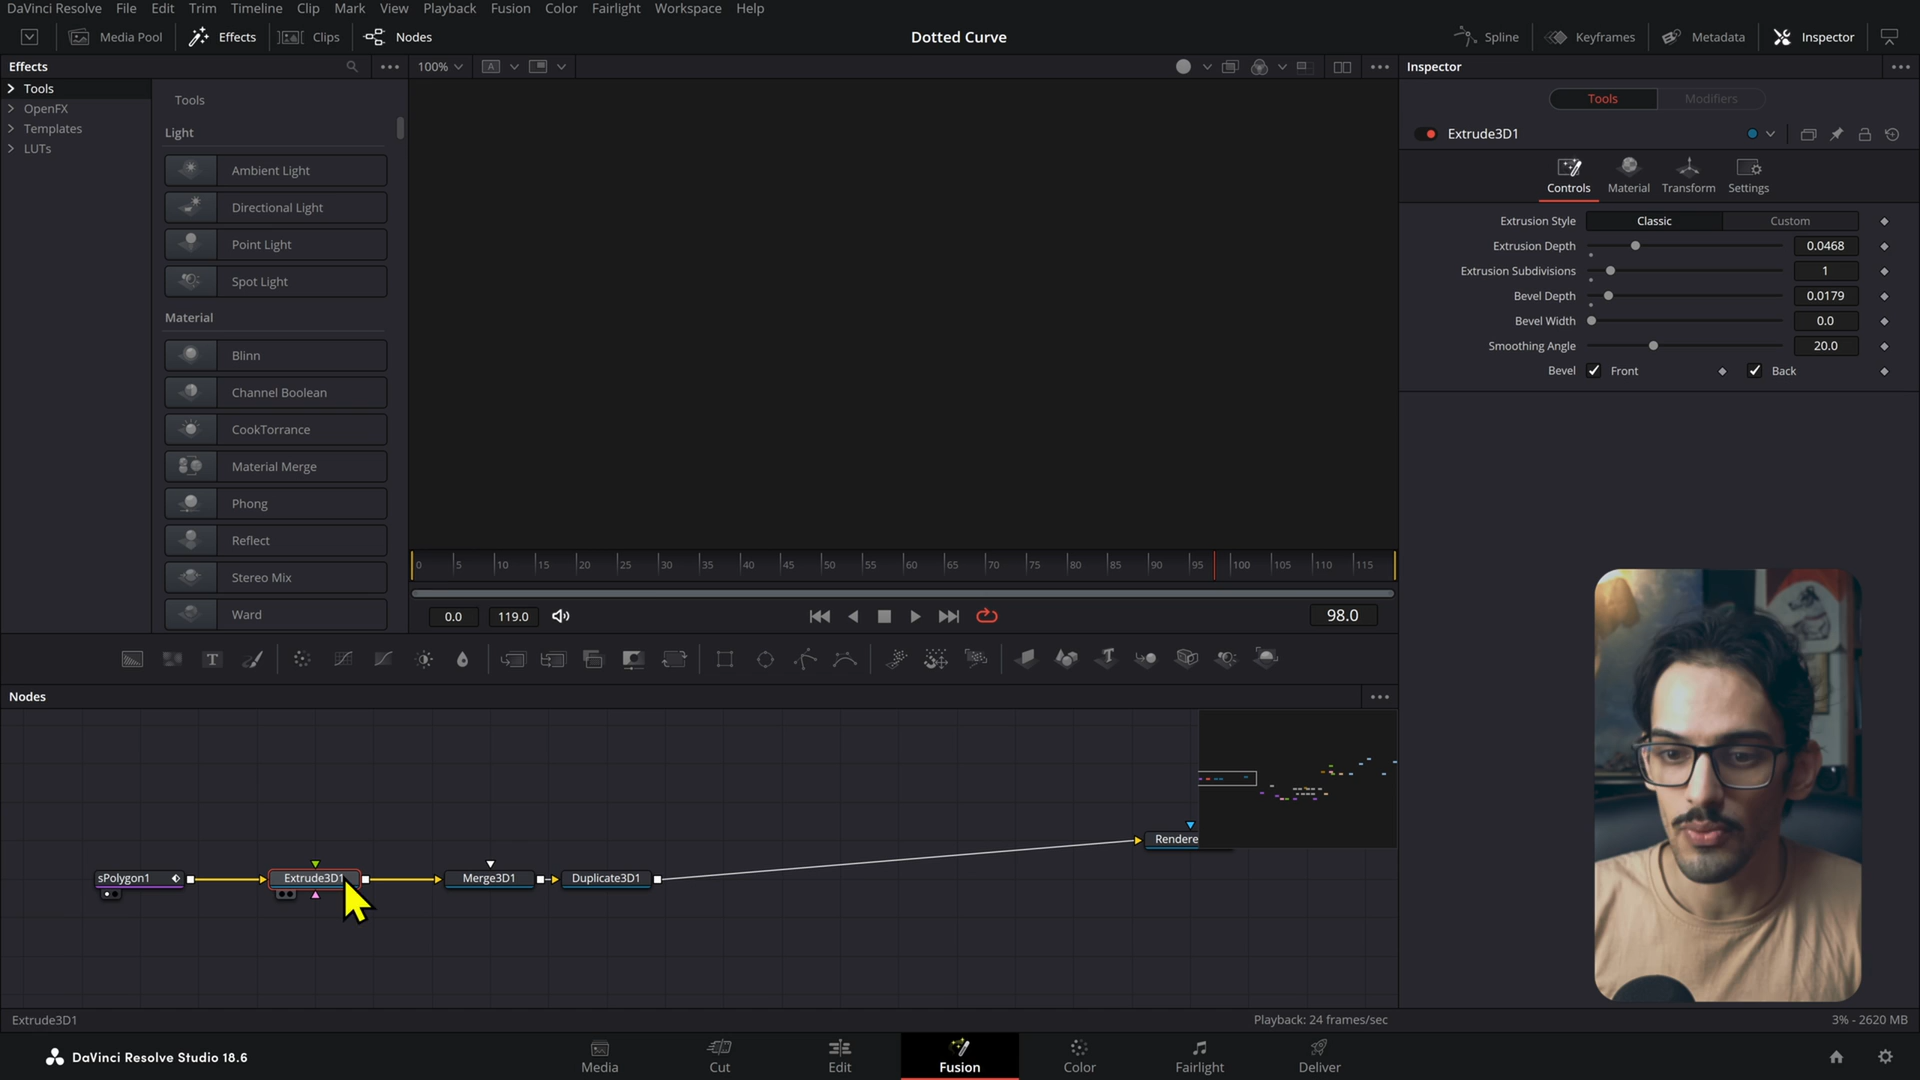 DaVinci Resolve File Edit Trim Timeline Clip Mark View Playback Fusion Color Fairlight Workspace Help
Media Pool Effects Clips Nodes Dotted Curve Spline Keyframes Metadata Inspector
Effects 100% A Inspector
Tools
OpenFX
Templates
LUTs
Tools
Light
Ambient Light
Directional Light
Point Light
Spot Light
Material
Blinn
Channel Boolean
CookTorrance
Material Merge
Phong
Reflect
Stereo Mix
Ward
Tools Modifiers
Extrude3D1
Controls Material Transform Settings
Extrusion Style Classic Custom
Extrusion Depth 0.0468
Extrusion Subdivisions 1
Bevel Depth 0.0179
Bevel Width 0.0
Smoothing Angle 20.0
Bevel Front Back
0 5 10 15 20 25 30 35 40 45 50 55 60 65 70 75 80 85 90 95 100 105 110 115
0.0 119.0 98.0
T
Nodes
Rendere
sPolygon1 Extrude3D1 Merge3D1 Duplicate3D1
Extrude3D1 Playback: 24 frames/sec 3% - 2620 MB
DaVinci Resolve Studio 18.6 Media Cut Edit Fusion Color Fairlight Deliver